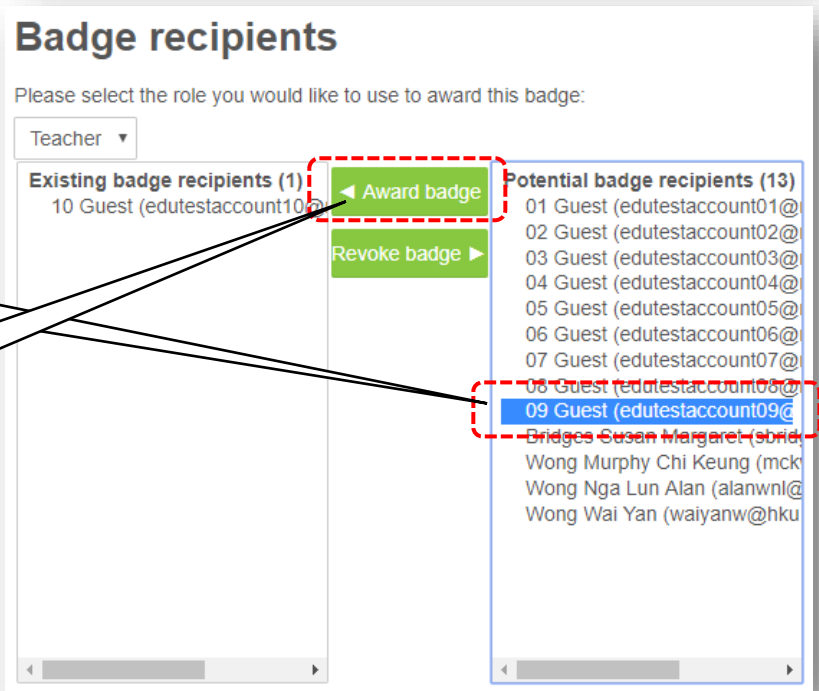 Badge recipients
Please select the role you would like to use to award this badge:
Teacher ▼
Existing badge recipients (1)
10 Guest (edutestaccount10@
◄ Award badge
Revoke badge ►
Potential badge recipients (13)
01 Guest (edutestaccount01@
02 Guest (edutestaccount02@
03 Guest (edutestaccount03@
04 Guest (edutestaccount04@
05 Guest (edutestaccount05@
06 Guest (edutestaccount06@
07 Guest (edutestaccount07@
08 Guest (edutestaccount08@
09 Guest (edutestaccount09@
Bridges Susan Margaret (sbrid
Wong Murphy Chi Keung (mck
Wong Nga Lun Alan (alanwnl@
Wong Wai Yan (waiyanw@hku